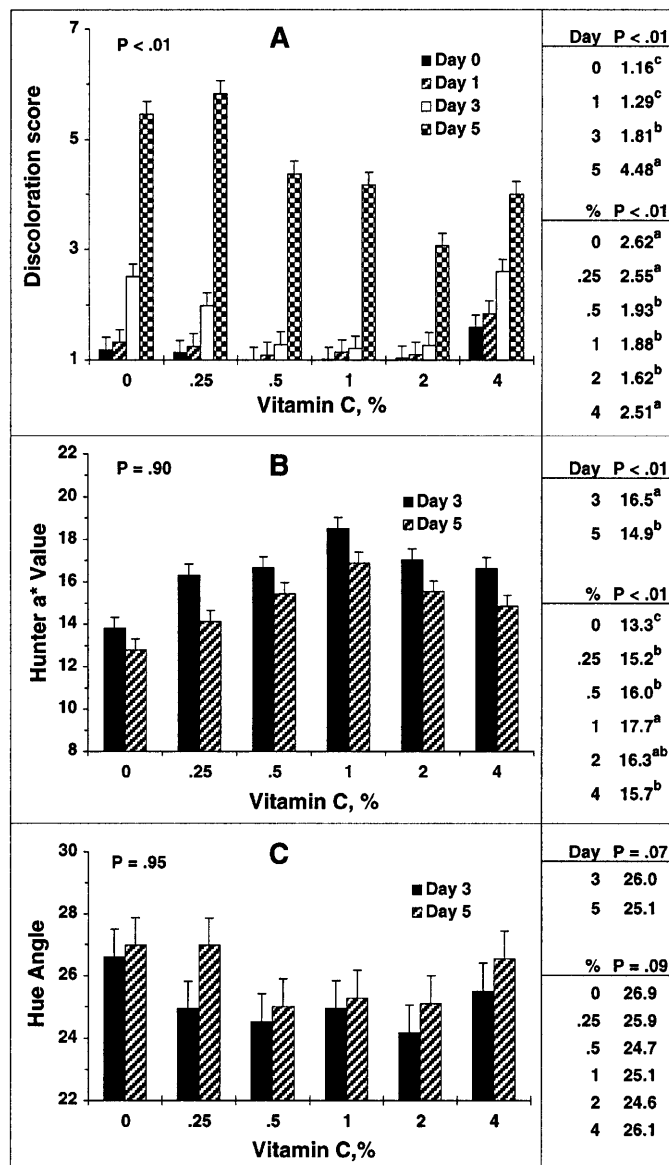 A
P < .01
Day 0
Day 1
Day 3
Day 5
Discoloration score
7
5
3
1
0 .25 .5 1 2 4
Vitamin C, %
Day P < .01
0 1.16c
1 1.29c
3 1.81b
5 4.48a
% P < .01
0 2.62a
.25 2.55a
.5 1.93b
1 1.88b
2 1.62b
4 2.51a
B
P = .90
Day 3
Day 5
Hunter a* Value
22
20
18
16
14
12
10
8
0 .25 .5 1 2 4
Vitamin C, %
Day P < .01
3 16.5a
5 14.9b
% P < .01
0 13.3c
.25 15.2b
.5 16.0b
1 17.7a
2 16.3ab
4 15.7b
C
P = .95
Day 3
Day 5
Hue Angle
30
28
26
24
22
0 .25 .5 1 2 4
Vitamin C,%
Day P = .07
3 26.0
5 25.1
% P = .09
0 26.9
.25 25.9
.5 24.7
1 25.1
2 24.6
4 26.1